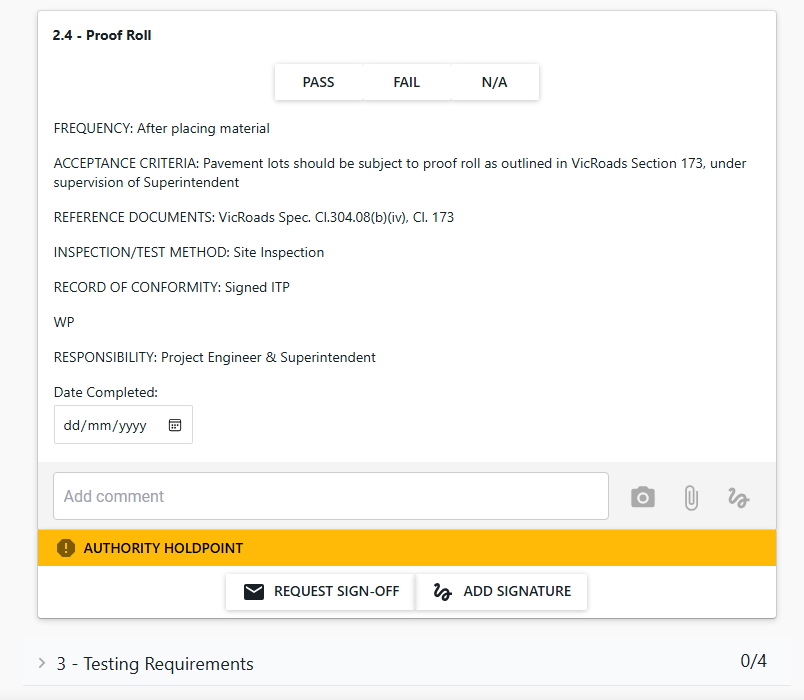 2.4 - Proof Roll
PASS FAIL N/A
FREQUENCY: After placing material
ACCEPTANCE CRITERIA: Pavement lots should be subject to proof roll as outlined in VicRoads Section 173, under
supervision of Superintendent
REFERENCE DOCUMENTS: VicRoads Spec. Cl.304.08(b)(iv), Cl. 173
INSPECTION/TEST METHOD: Site Inspection
RECORD OF CONFORMITY: Signed ITP
WP
RESPONSIBILITY: Project Engineer & Superintendent
Date Completed:
dd/mm/yyyy
Add comment
AUTHORITY HOLDPOINT
REQUEST SIGN-OFF ADD SIGNATURE
3 - Testing Requirements 0/4